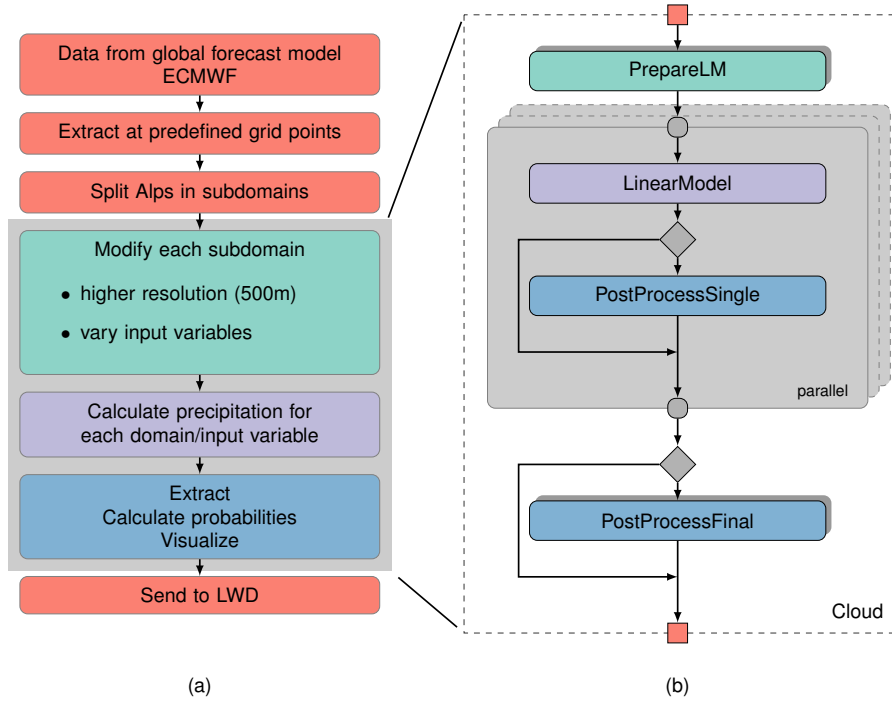 Data from global forecast model
ECMWF
Extract at predefined grid points
Split Alps in subdomains
Modify each subdomain
• higher resolution (500m)
• vary input variables
Calculate precipitation for
each domain/input variable
Extract
Calculate probabilities
Visualize
Send to LWD
(a)
PrepareLM
LinearModel
PostProcessSingle
parallel
PostProcessFinal
Cloud
(b)